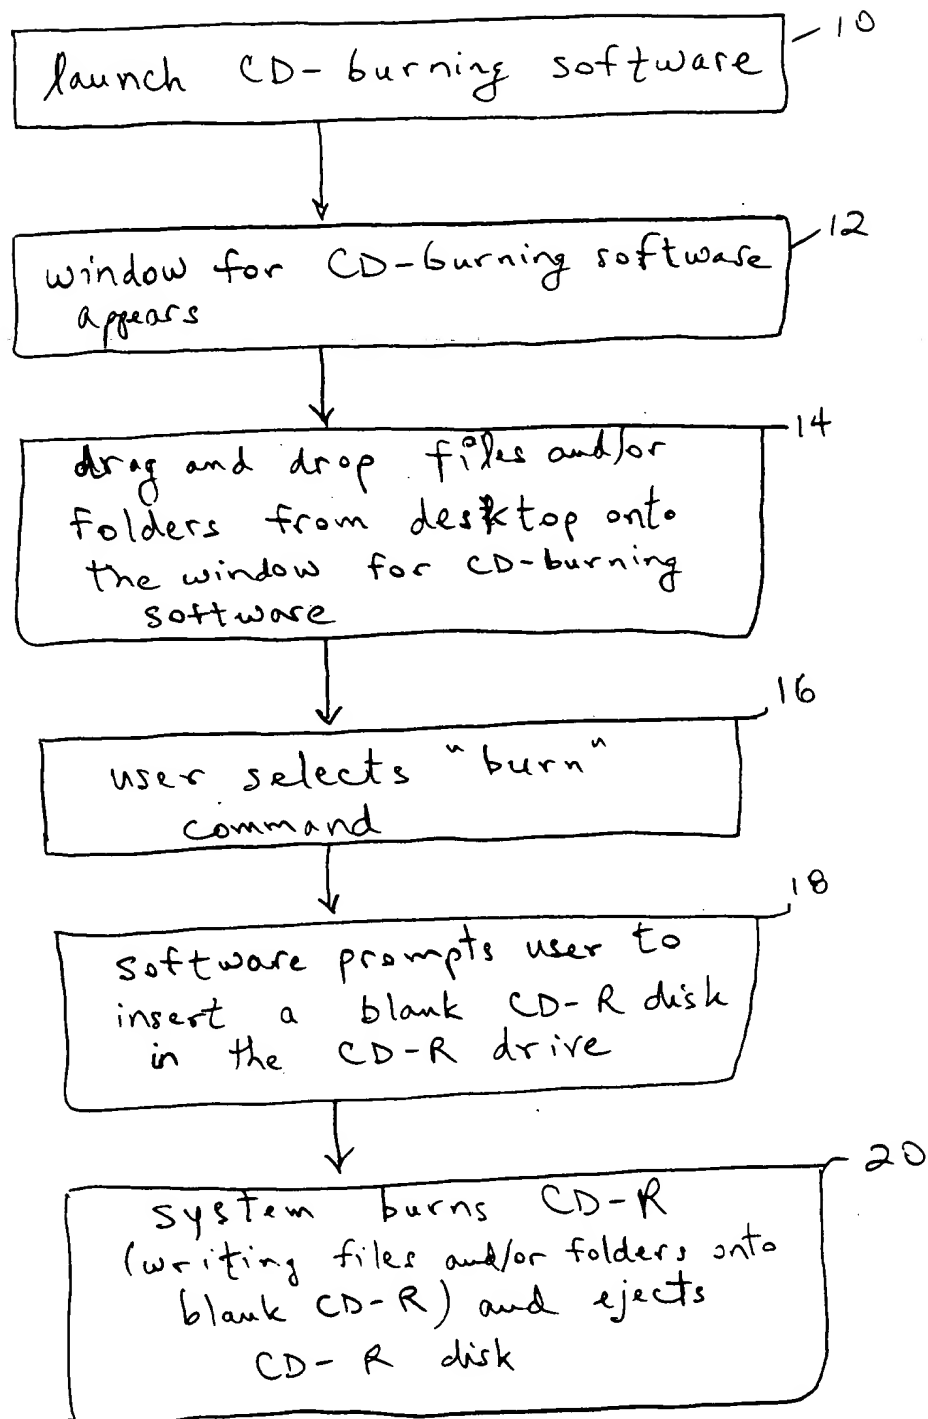 10
launch CD-burning software
12
window for CD-burning software
appears
14
drag and drop files and/or
folders from desktop onto
the window for CD-burning
software
16
user selects "burn"
command
18
software prompts user to
insert a blank CD-R disk
in the CD-R drive
20
system burns CD-R
(writing files and/or folders onto
blank CD-R) and ejects
CD-R disk